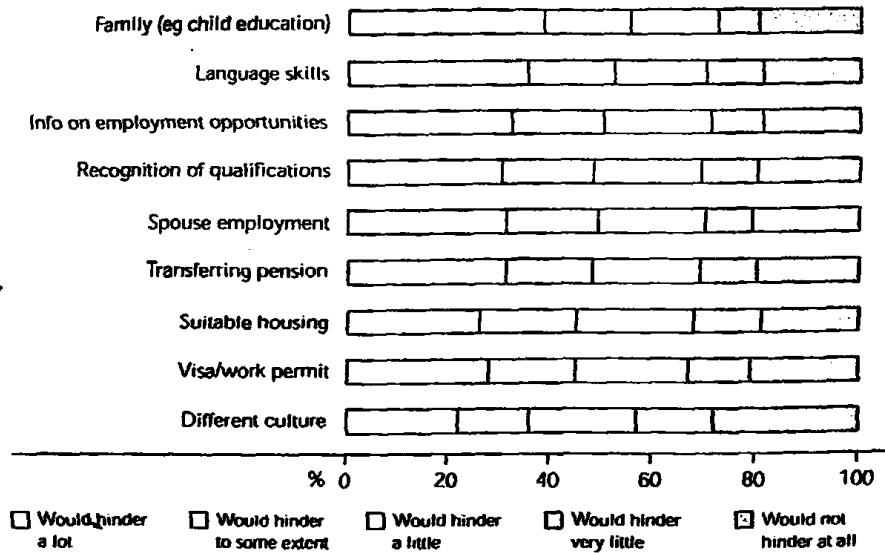 Family (eg child education)
Language skills
Info on employment opportunities
Recognition of qualifications
Spouse employment
Transferring pension
Suitable housing
Visa/work permit
Different culture
% 0 20 40 60 80 100
Would hinder a lot
Would hinder to some extent
Would hinder a little
Would hinder very little
Would not hinder at all